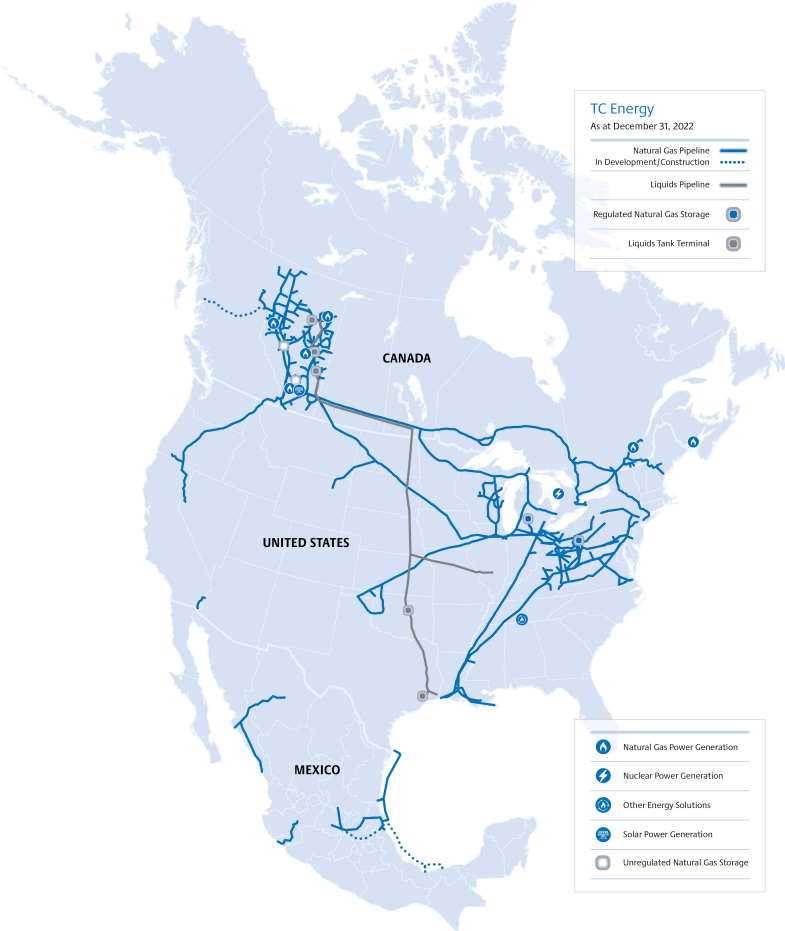 TC Energy
As at December 31, 2022
Natural Gas Pipeline
In Development/Construction
Liquids Pipeline
Regulated Natural Gas Storage
Liquids Tank Terminal
CANADA
UNITED STATES
MEXICO
Natural Gas Power Generation
Nuclear Power Generation
Other Energy Solutions
Solar Power Generation
Unregulated Natural Gas Storage